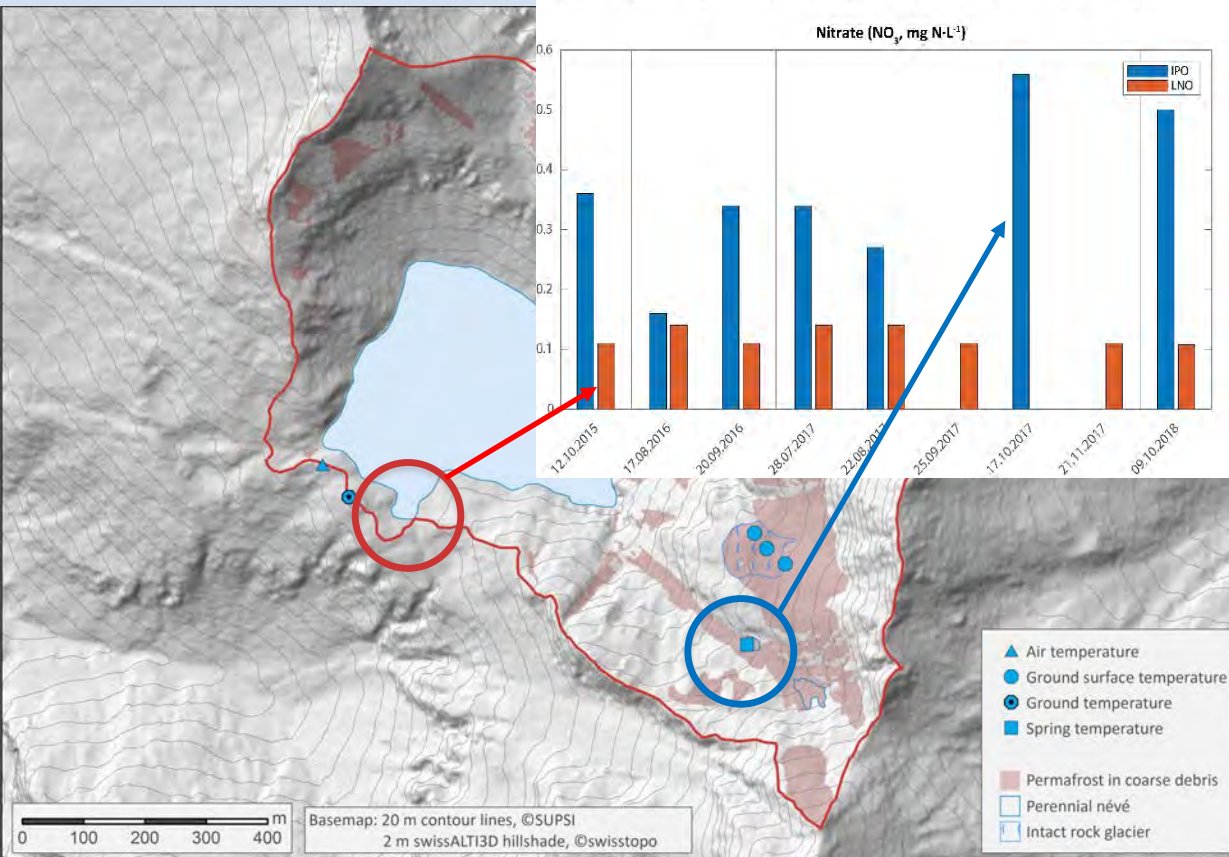 Nitrate (NO3, mg N·L-1)
0.6
0.5
0.4
0.3
0.2
0.1
0
IPO
LNO
12.10.2015
17.08.2016
20.09.2016
28.07.2017
22.08.2017
25.09.2017
17.10.2017
21.11.2017
09.10.2018
Air temperature
Ground surface temperature
Ground temperature
Spring temperature
Permafrost in coarse debris
Perennial névé
Intact rock glacier
m
0 100 200 300 400
Basemap: 20 m contour lines, ©SUPSI
2 m swissALTI3D hillshade, ©swisstopo